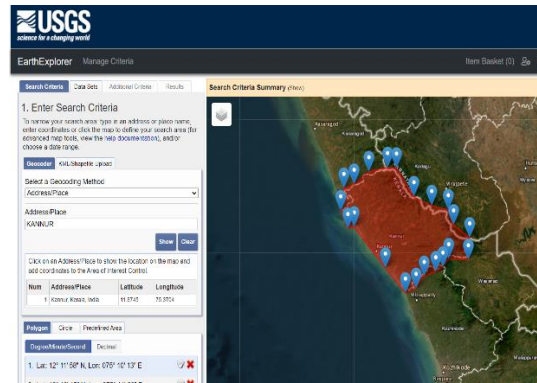 USGS
science for a changing world
EarthExplorer Manage Criteria Item Basket (0)
Search Criteria Data Sets Additional Criteria Results
Search Criteria Summary (Show)
1. Enter Search Criteria
To narrow your search area: type in an address or place name,
enter coordinates or click the map to define your search area (for
advanced map tools, view the help documentation), and/or
choose a date range.
Geocoder KML/Shapefile Upload
Select a Geocoding Method
Address/Place
Address/Place
KANNUR
Show Clear
Click on an Address/Place to show the location on the map and
add coordinates to the Area of Interest Control.
Num Address/Place Latitude Longitude
1 Kannur, Kerala, India
Polygon Circle Predefined Area
Degree/Minute/Second Decimal
1. Lat: 12° 11' 56" N, Lon: 075° 10' 13" E
Kasaragod
Kannur